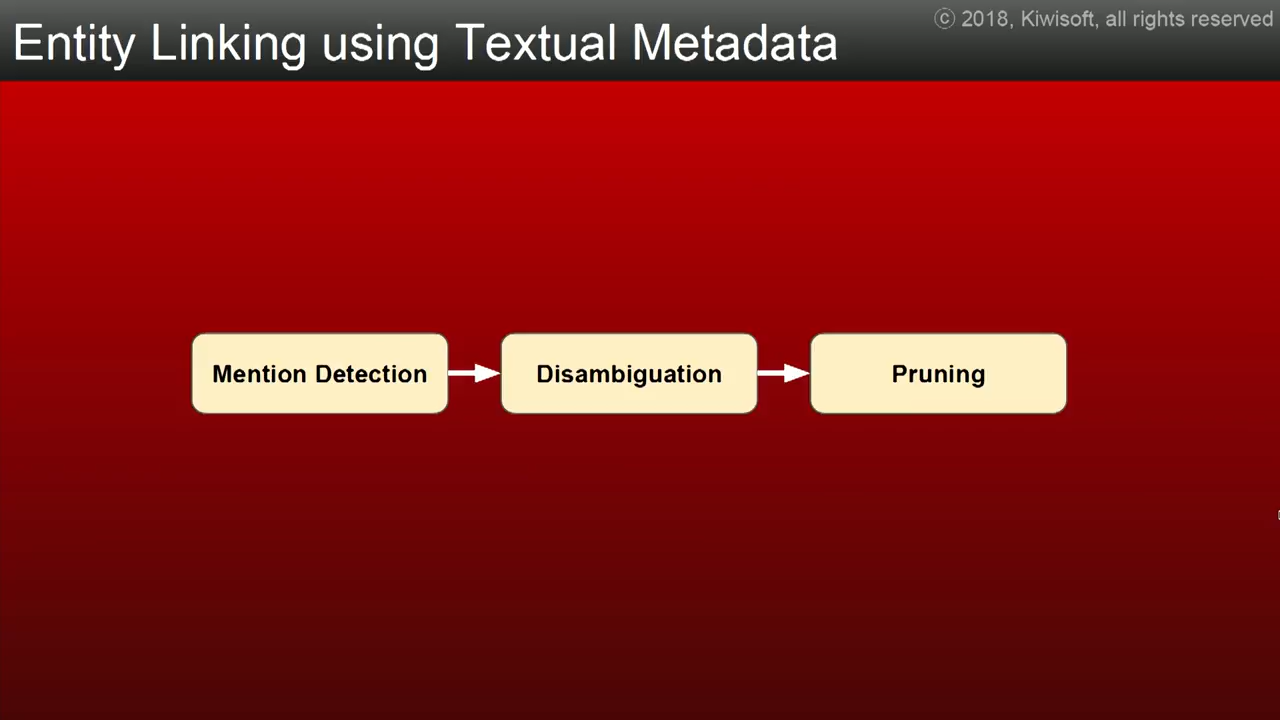 Entity Linking using Textual Metadata
© 2018, Kiwisoft, all rights reserved
Mention Detection
Disambiguation
Pruning